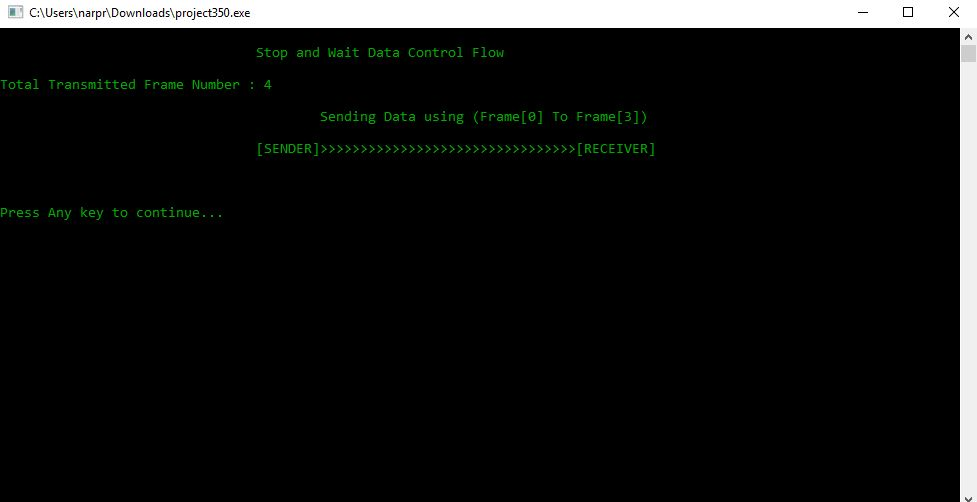 C:\Users\narpr\Downloads\project350.exe
Stop and Wait Data Control Flow
Total Transmitted Frame Number : 4
Sending Data using (Frame[0] To Frame[3])
[SENDER]>>>>>>>>>>>>>>>>>>>>>>>>>>>>>>>>[RECEIVER]
Press Any key to continue...